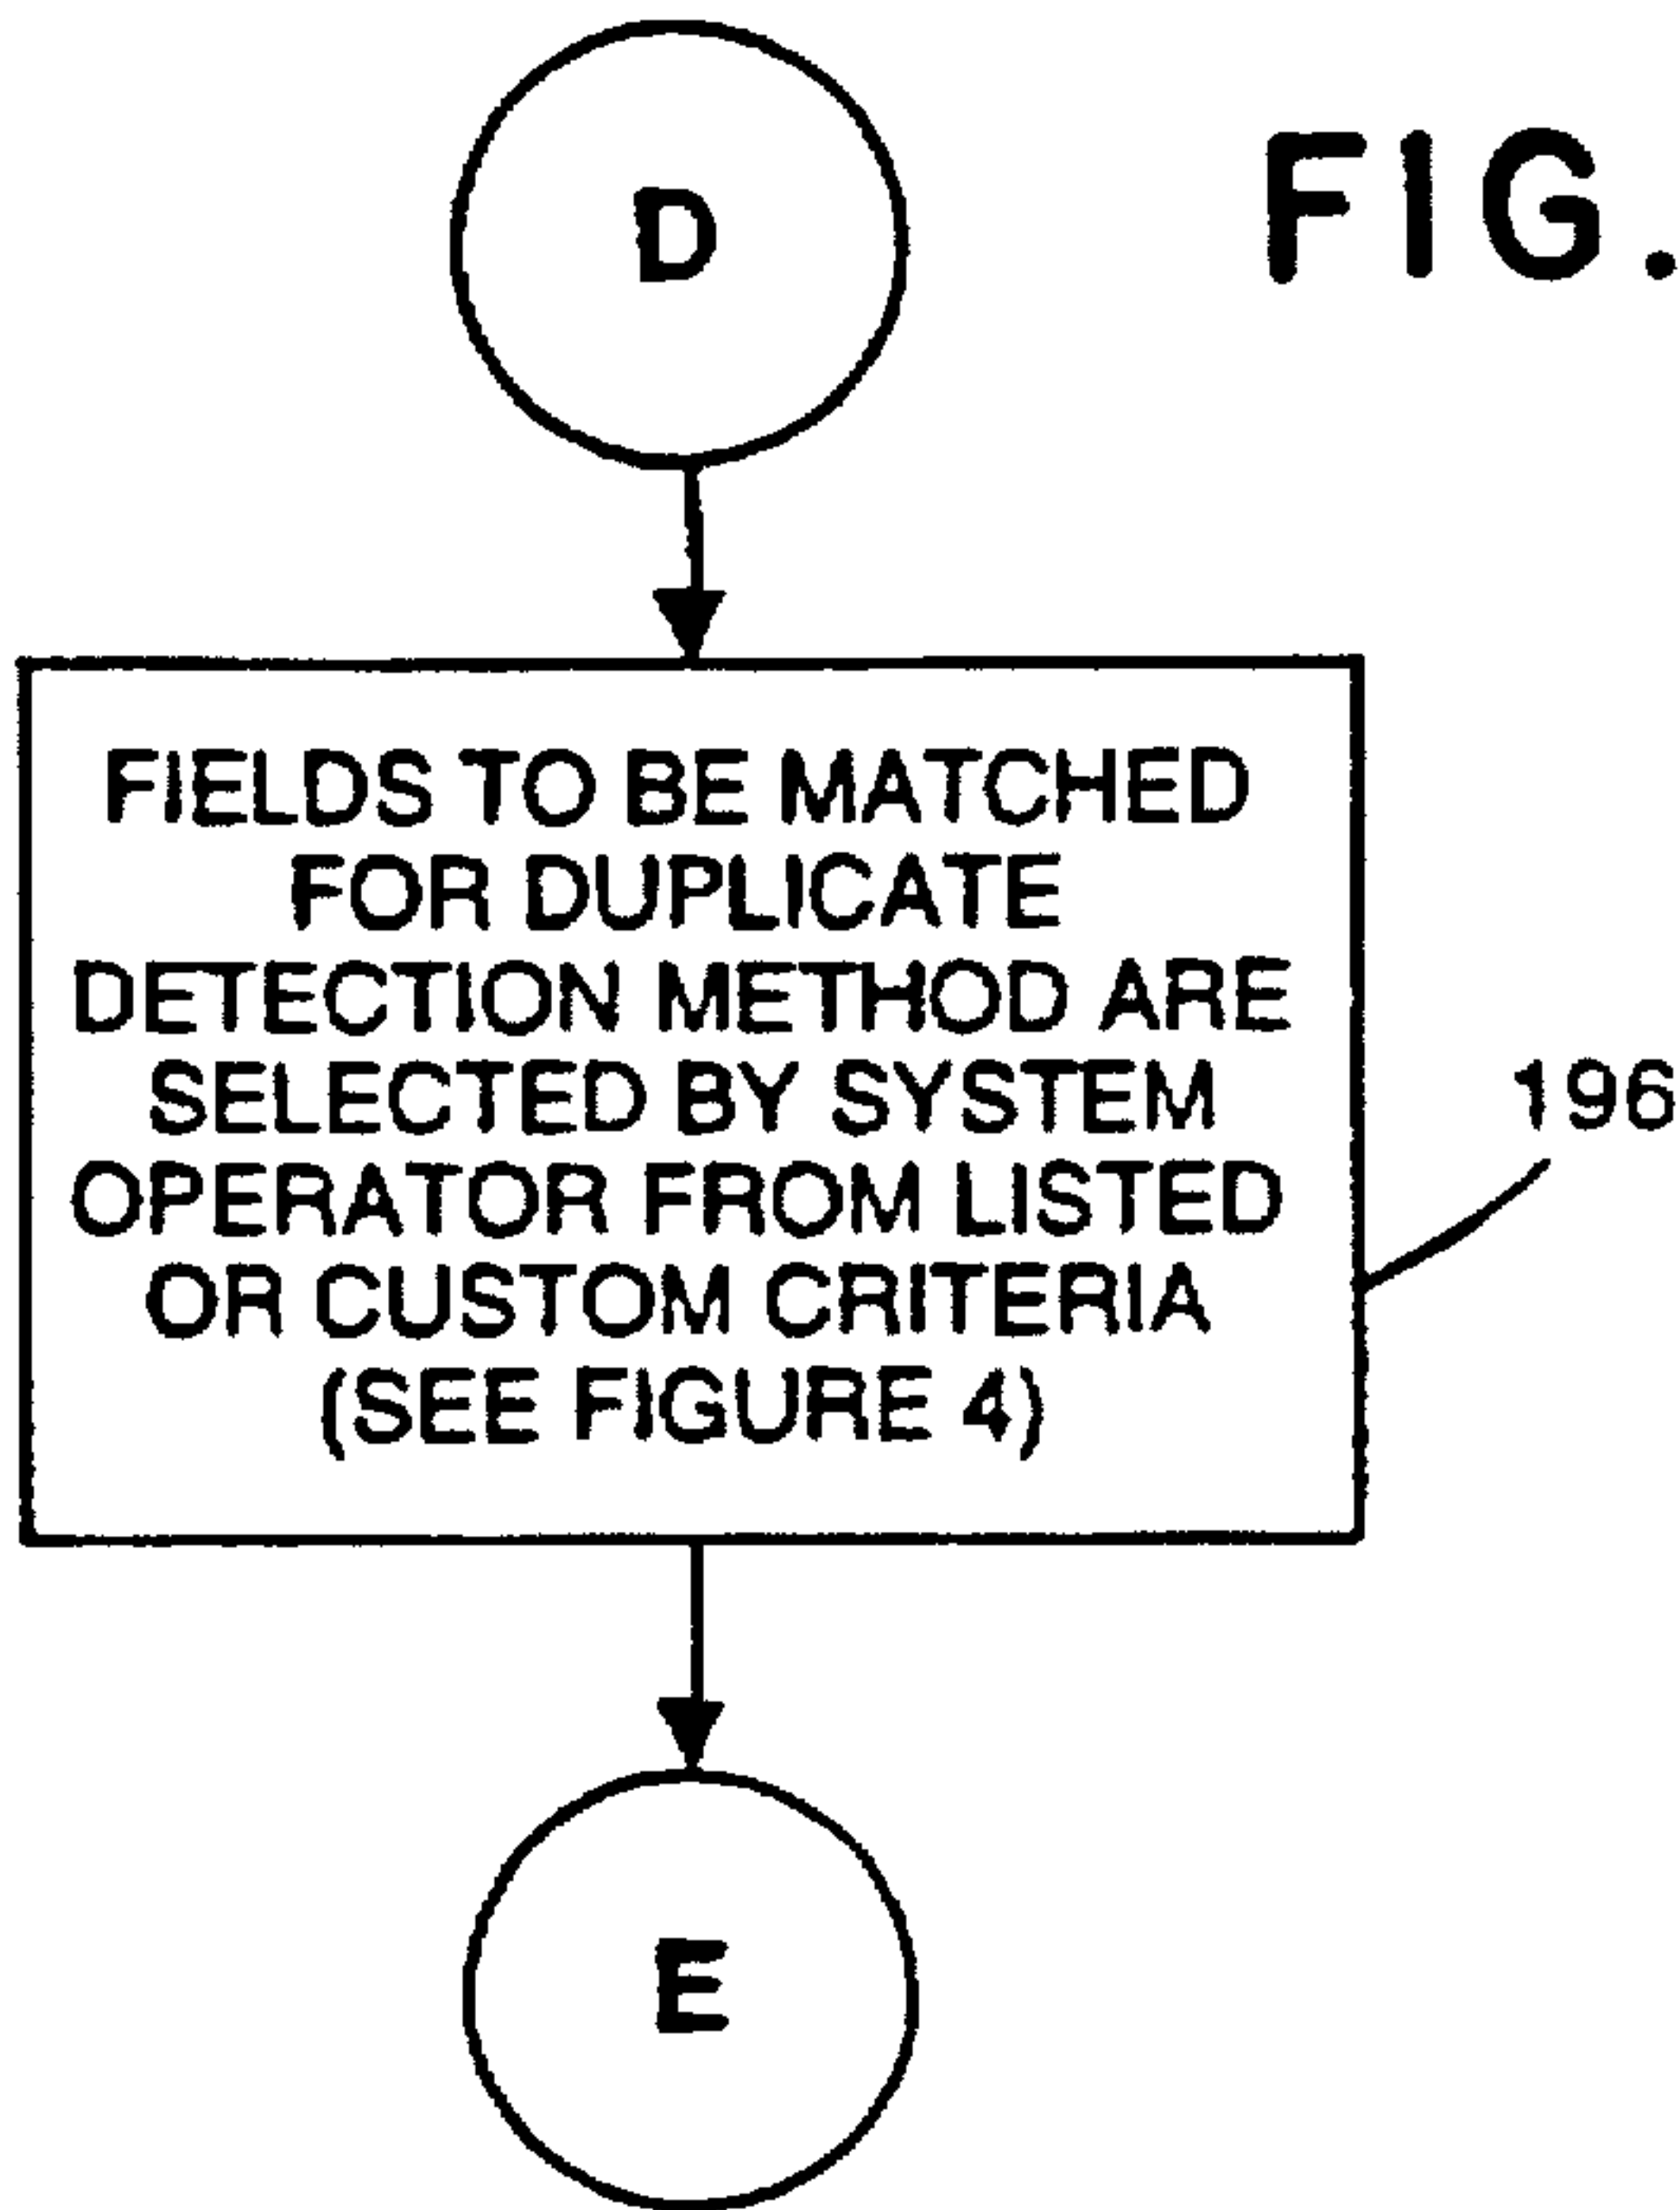 D
FIG.
FIELDS TO BE MATCHED
FOR DUPLICATE
DETECTION METHOD ARE
SELECTED BY SYSTEM
OPERATOR FROM LISTED
OR CUSTOM CRITERIA
(SEE FIGURE 4)
196
E